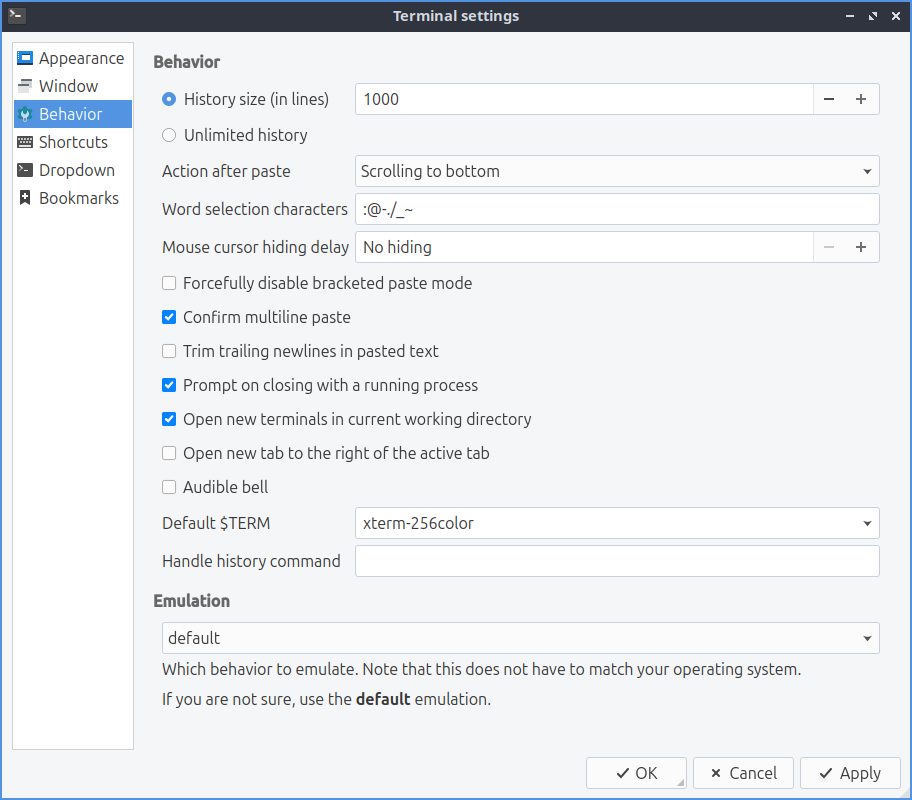 Terminal settings
Appearance
Window
Behavior
Shortcuts
Dropdown
Bookmarks
Behavior
History size (in lines) 1000
Unlimited history
Action after paste Scrolling to bottom
Word selection characters :@-./_~
Mouse cursor hiding delay No hiding
Forcefully disable bracketed paste mode
Confirm multiline paste
Trim trailing newlines in pasted text
Prompt on closing with a running process
Open new terminals in current working directory
Open new tab to the right of the active tab
Audible bell
Default $TERM xterm-256color
Handle history command
Emulation
default
Which behavior to emulate. Note that this does not have to match your operating system.
If you are not sure, use the default emulation.
OK Cancel Apply